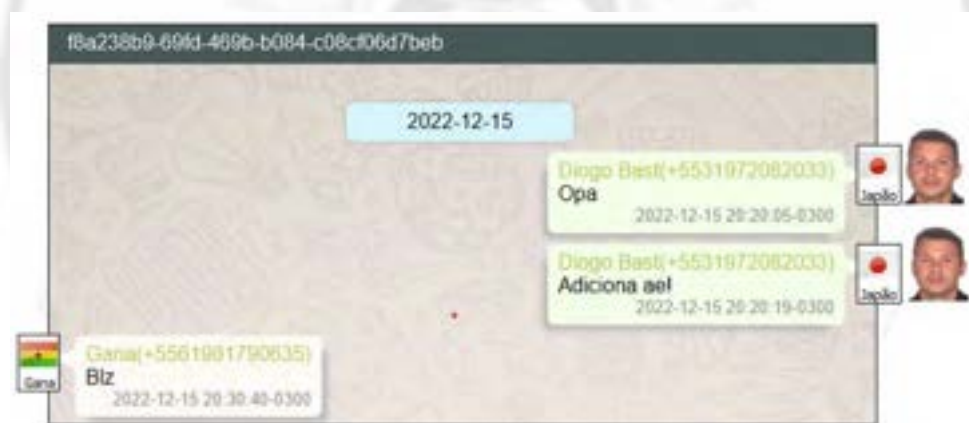 f8a238b9-69fd-469b-b084-c08cf06d7beb
2022-12-15
Diogo Bast(+5531972082033)
Opa
2022-12-15 20:20:05-0300
Japão
Diogo Bast(+5531972082033)
Adiciona ae!
2022-12-15 20:20:19-0300
Japão
Gana(+5561981790635)
Blz
2022-12-15 20:30:40-0300
Gana